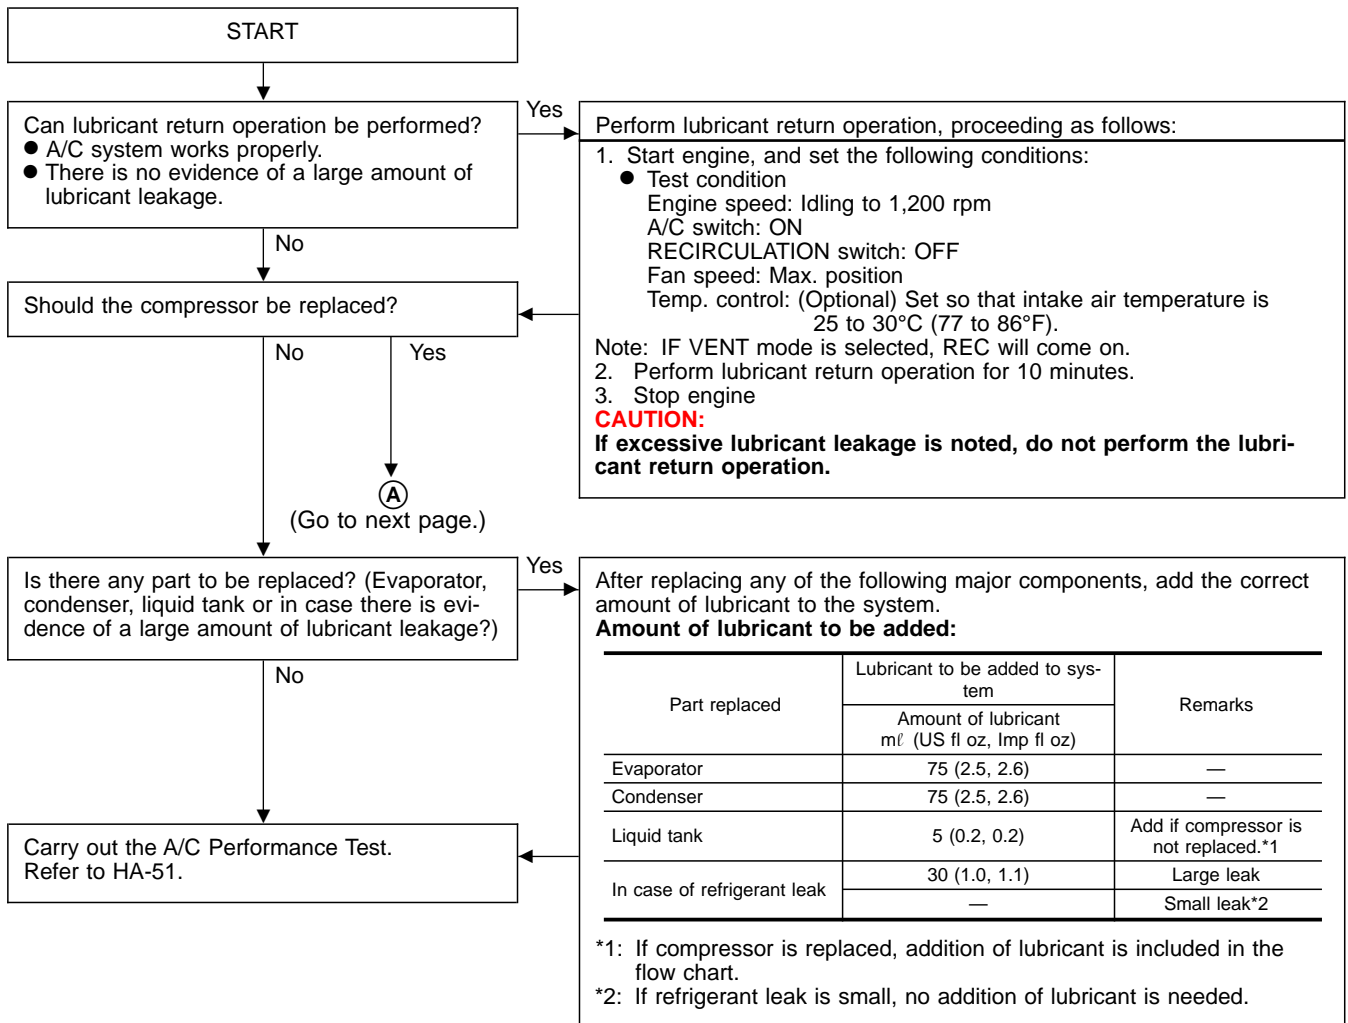 START
Can lubricant return operation be performed?
● A/C system works properly.
● There is no evidence of a large amount of
lubricant leakage.
Yes
No
Perform lubricant return operation, proceeding as follows:
1. Start engine, and set the following conditions:
● Test condition
Engine speed: Idling to 1,200 rpm
A/C switch: ON
RECIRCULATION switch: OFF
Fan speed: Max. position
Temp. control: (Optional) Set so that intake air temperature is
25 to 30°C (77 to 86°F).
Note: IF VENT mode is selected, REC will come on.
2. Perform lubricant return operation for 10 minutes.
3. Stop engine
CAUTION:
If excessive lubricant leakage is noted, do not perform the lubri-
cant return operation.
Should the compressor be replaced?
No
Yes
A
(Go to next page.)
Is there any part to be replaced? (Evaporator,
condenser, liquid tank or in case there is evi-
dence of a large amount of lubricant leakage?)
Yes
No
After replacing any of the following major components, add the correct
amount of lubricant to the system.
Amount of lubricant to be added:
Part replaced
Lubricant to be added to sys-
tem
Amount of lubricant
mℓ (US fl oz, Imp fl oz)
Remarks
Evaporator 75 (2.5, 2.6) —
Condenser 75 (2.5, 2.6) —
Liquid tank 5 (0.2, 0.2) Add if compressor is
not replaced.*1
In case of refrigerant leak
30 (1.0, 1.1) Large leak
— Small leak*2
*1: If compressor is replaced, addition of lubricant is included in the
flow chart.
*2: If refrigerant leak is small, no addition of lubricant is needed.
Carry out the A/C Performance Test.
Refer to HA-51.